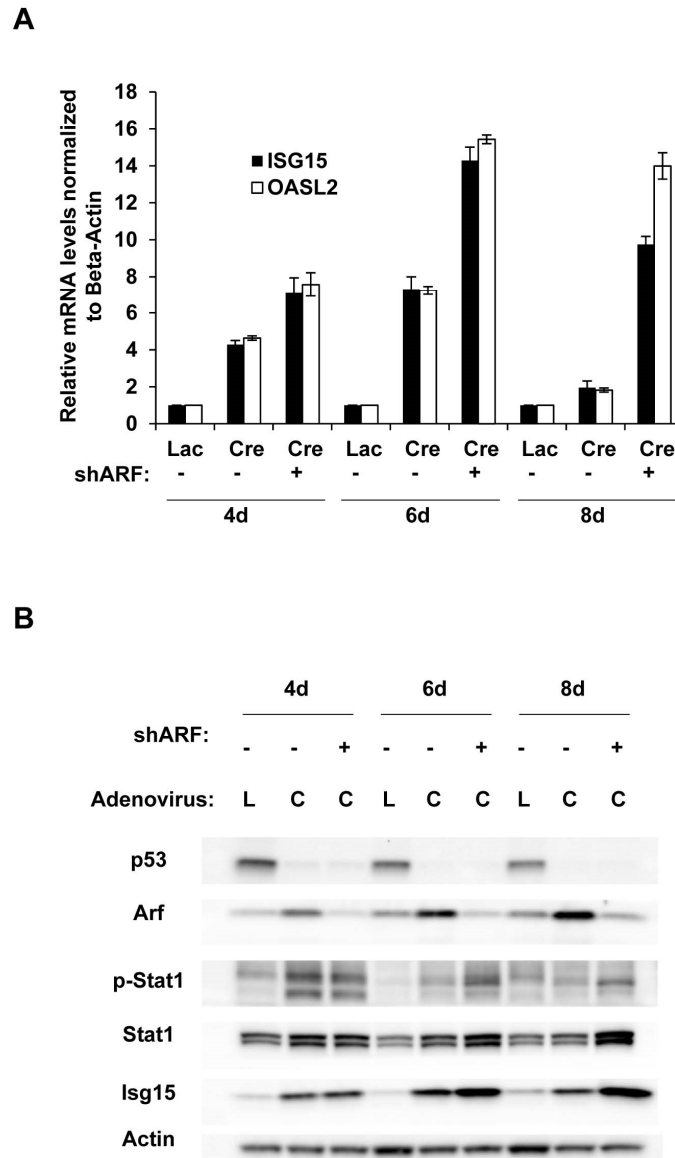 A
Relative mRNA levels normalized
to Beta-Actin
18
16
14
12
10
8
6
4
2
0
ISG15
OASL2
Lac Cre Cre Lac Cre Cre Lac Cre Cre
shARF: - - + - - + - - +
4d 6d 8d
B
4d 6d 8d
shARF: - - + - - + - - +
Adenovirus: L C C L C C L C C
p53
Arf
p-Stat1
Stat1
Isg15
Actin